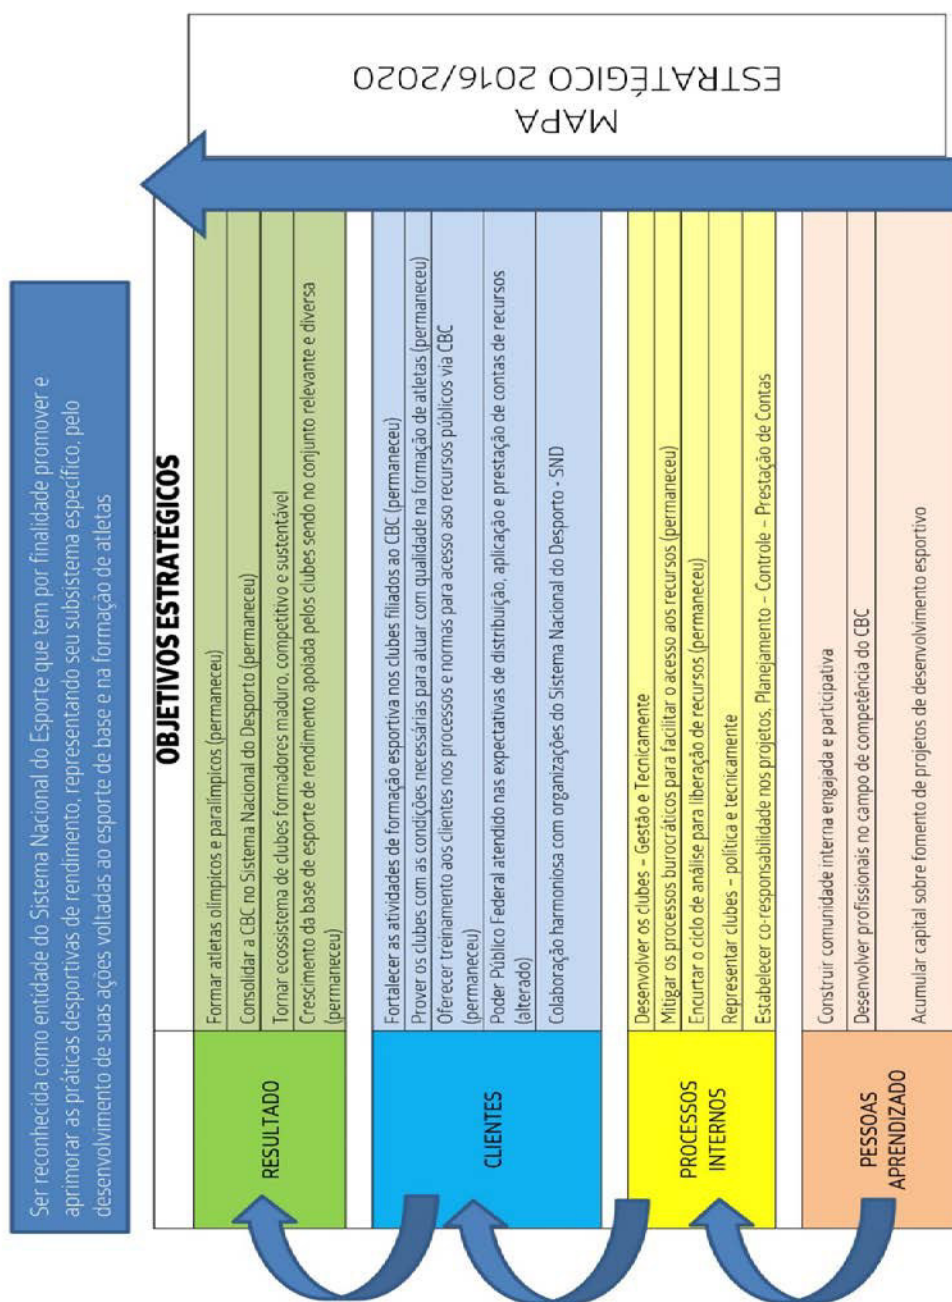 Ser reconhecida como entidade do Sistema Nacional do Esporte que tem por finalidade promover e
aprimorar as práticas desportivas de rendimento, representando seu subsistema específico, pelo
desenvolvimento de suas ações voltadas ao esporte de base e na formação de atletas
OBJETIVOS ESTRATÉGICOS
RESULTADO
Formar atletas olímpicos e paralímpicos (permaneceu)
Consolidar a CBC no Sistema Nacional do Desporto (permaneceu)
Tornar ecossistema de clubes formadores maduro, competitivo e sustentável
Crescimento da base de esporte de rendimento apoiada pelos clubes sendo no conjunto relevante e diversa
(permaneceu)
CLIENTES
Fortalecer as atividades de formação esportiva nos clubes filiados ao CBC (permaneceu)
Prover os clubes com as condições necessárias para atuar com qualidade na formação de atletas (permaneceu)
Oferecer treinamento aos clientes nos processos e normas para acesso aso recursos públicos via CBC
(permaneceu)
Poder Público Federal atendido nas expectativas de distribuição, aplicação e prestação de contas de recursos
(alterado)
Colaboração harmoniosa com organizações do Sistema Nacional do Desporto - SND
PROCESSOS
INTERNOS
Desenvolver os clubes – Gestão e Tecnicamente
Mitigar os processos burocráticos para facilitar o acesso aos recursos (permaneceu)
Encurtar o ciclo de análise para liberação de recursos (permaneceu)
Representar clubes – política e tecnicamente
Estabelecer co-responsabilidade nos projetos, Planejamento – Controle – Prestação de Contas
PESSOAS
APRENDIZADO
Construir comunidade interna engajada e participativa
Desenvolver profissionais no campo de competência do CBC
Acumular capital sobre fomento de projetos de desenvolvimento esportivo
MAPA
ESTRATÉGICO 2016/2020